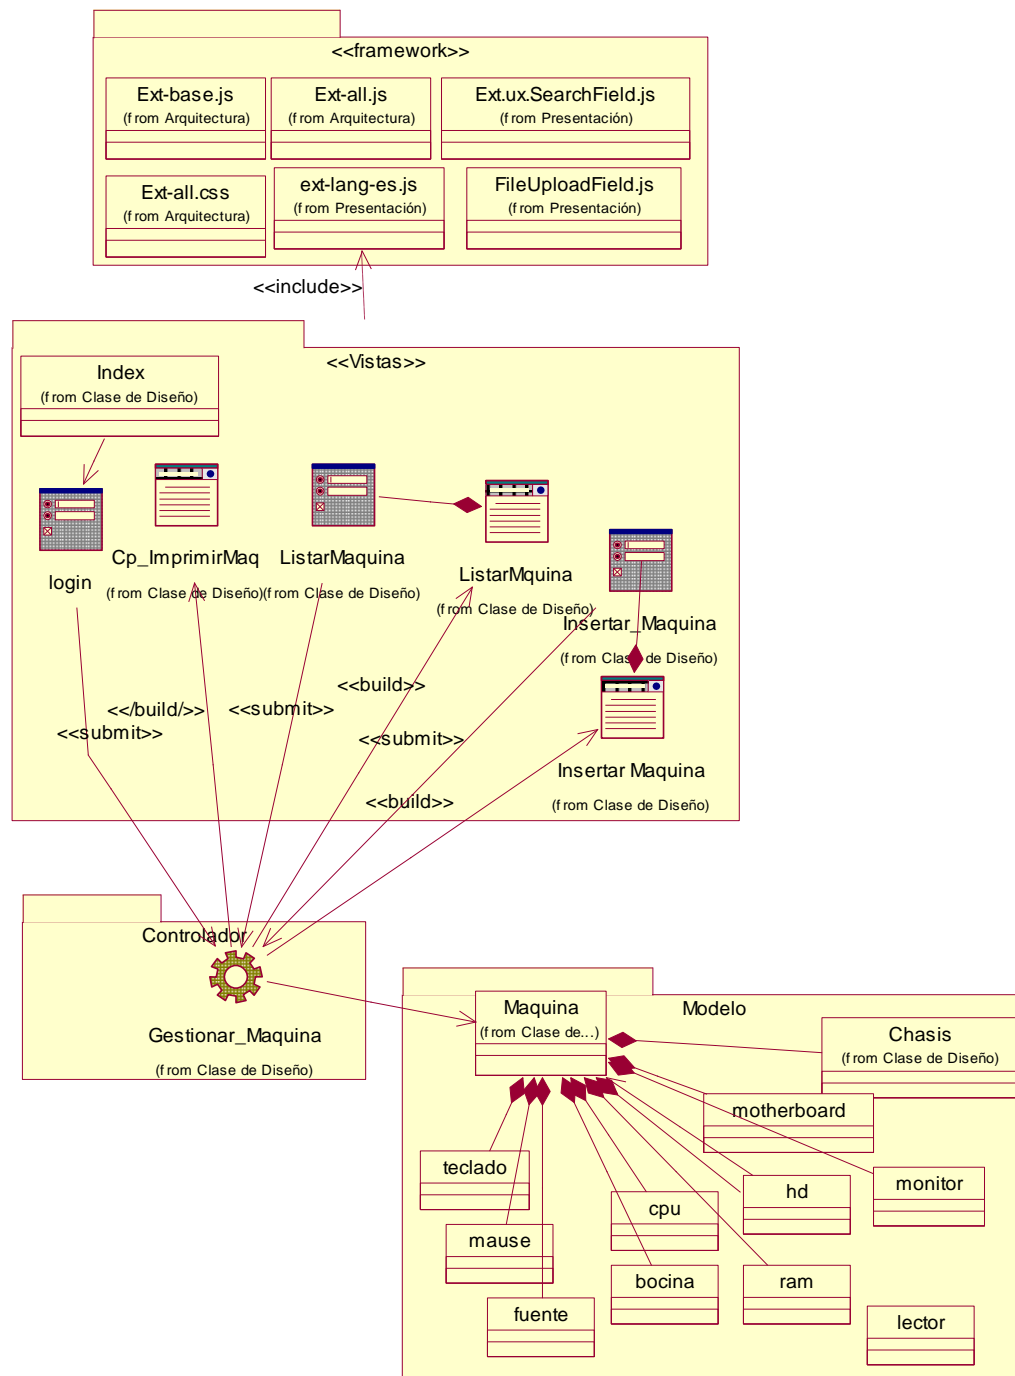 <<framework>>
Ext-base.js
(from Arquitectura)
Ext-all.js
(from Arquitectura)
Ext.ux.SearchField.js
(from Presentación)
Ext-all.css
(from Arquitectura)
ext-lang-es.js
(from Presentación)
FileUploadField.js
(from Presentación)
<<include>>
<<Vistas>>
Index
(from Clase de Diseño)
login
Cp_ImprimirMaq
(from Clase de Diseño)
ListarMaquina
(from Clase de Diseño)
ListarMquina
(from Clase de Diseño)
Insertar_Maquina
(from Clase de Diseño)
Insertar Maquina
(from Clase de Diseño)
<<build>>
<</build/>>
<<submit>>
<<submit>>
<<submit>>
<<build>>
Controlador
Gestionar_Maquina
(from Clase de Diseño)
Modelo
Maquina
(from Clase de...)
Chasis
(from Clase de Diseño)
motherboard
teclado
hd
monitor
cpu
mause
bocina
ram
fuente
lector